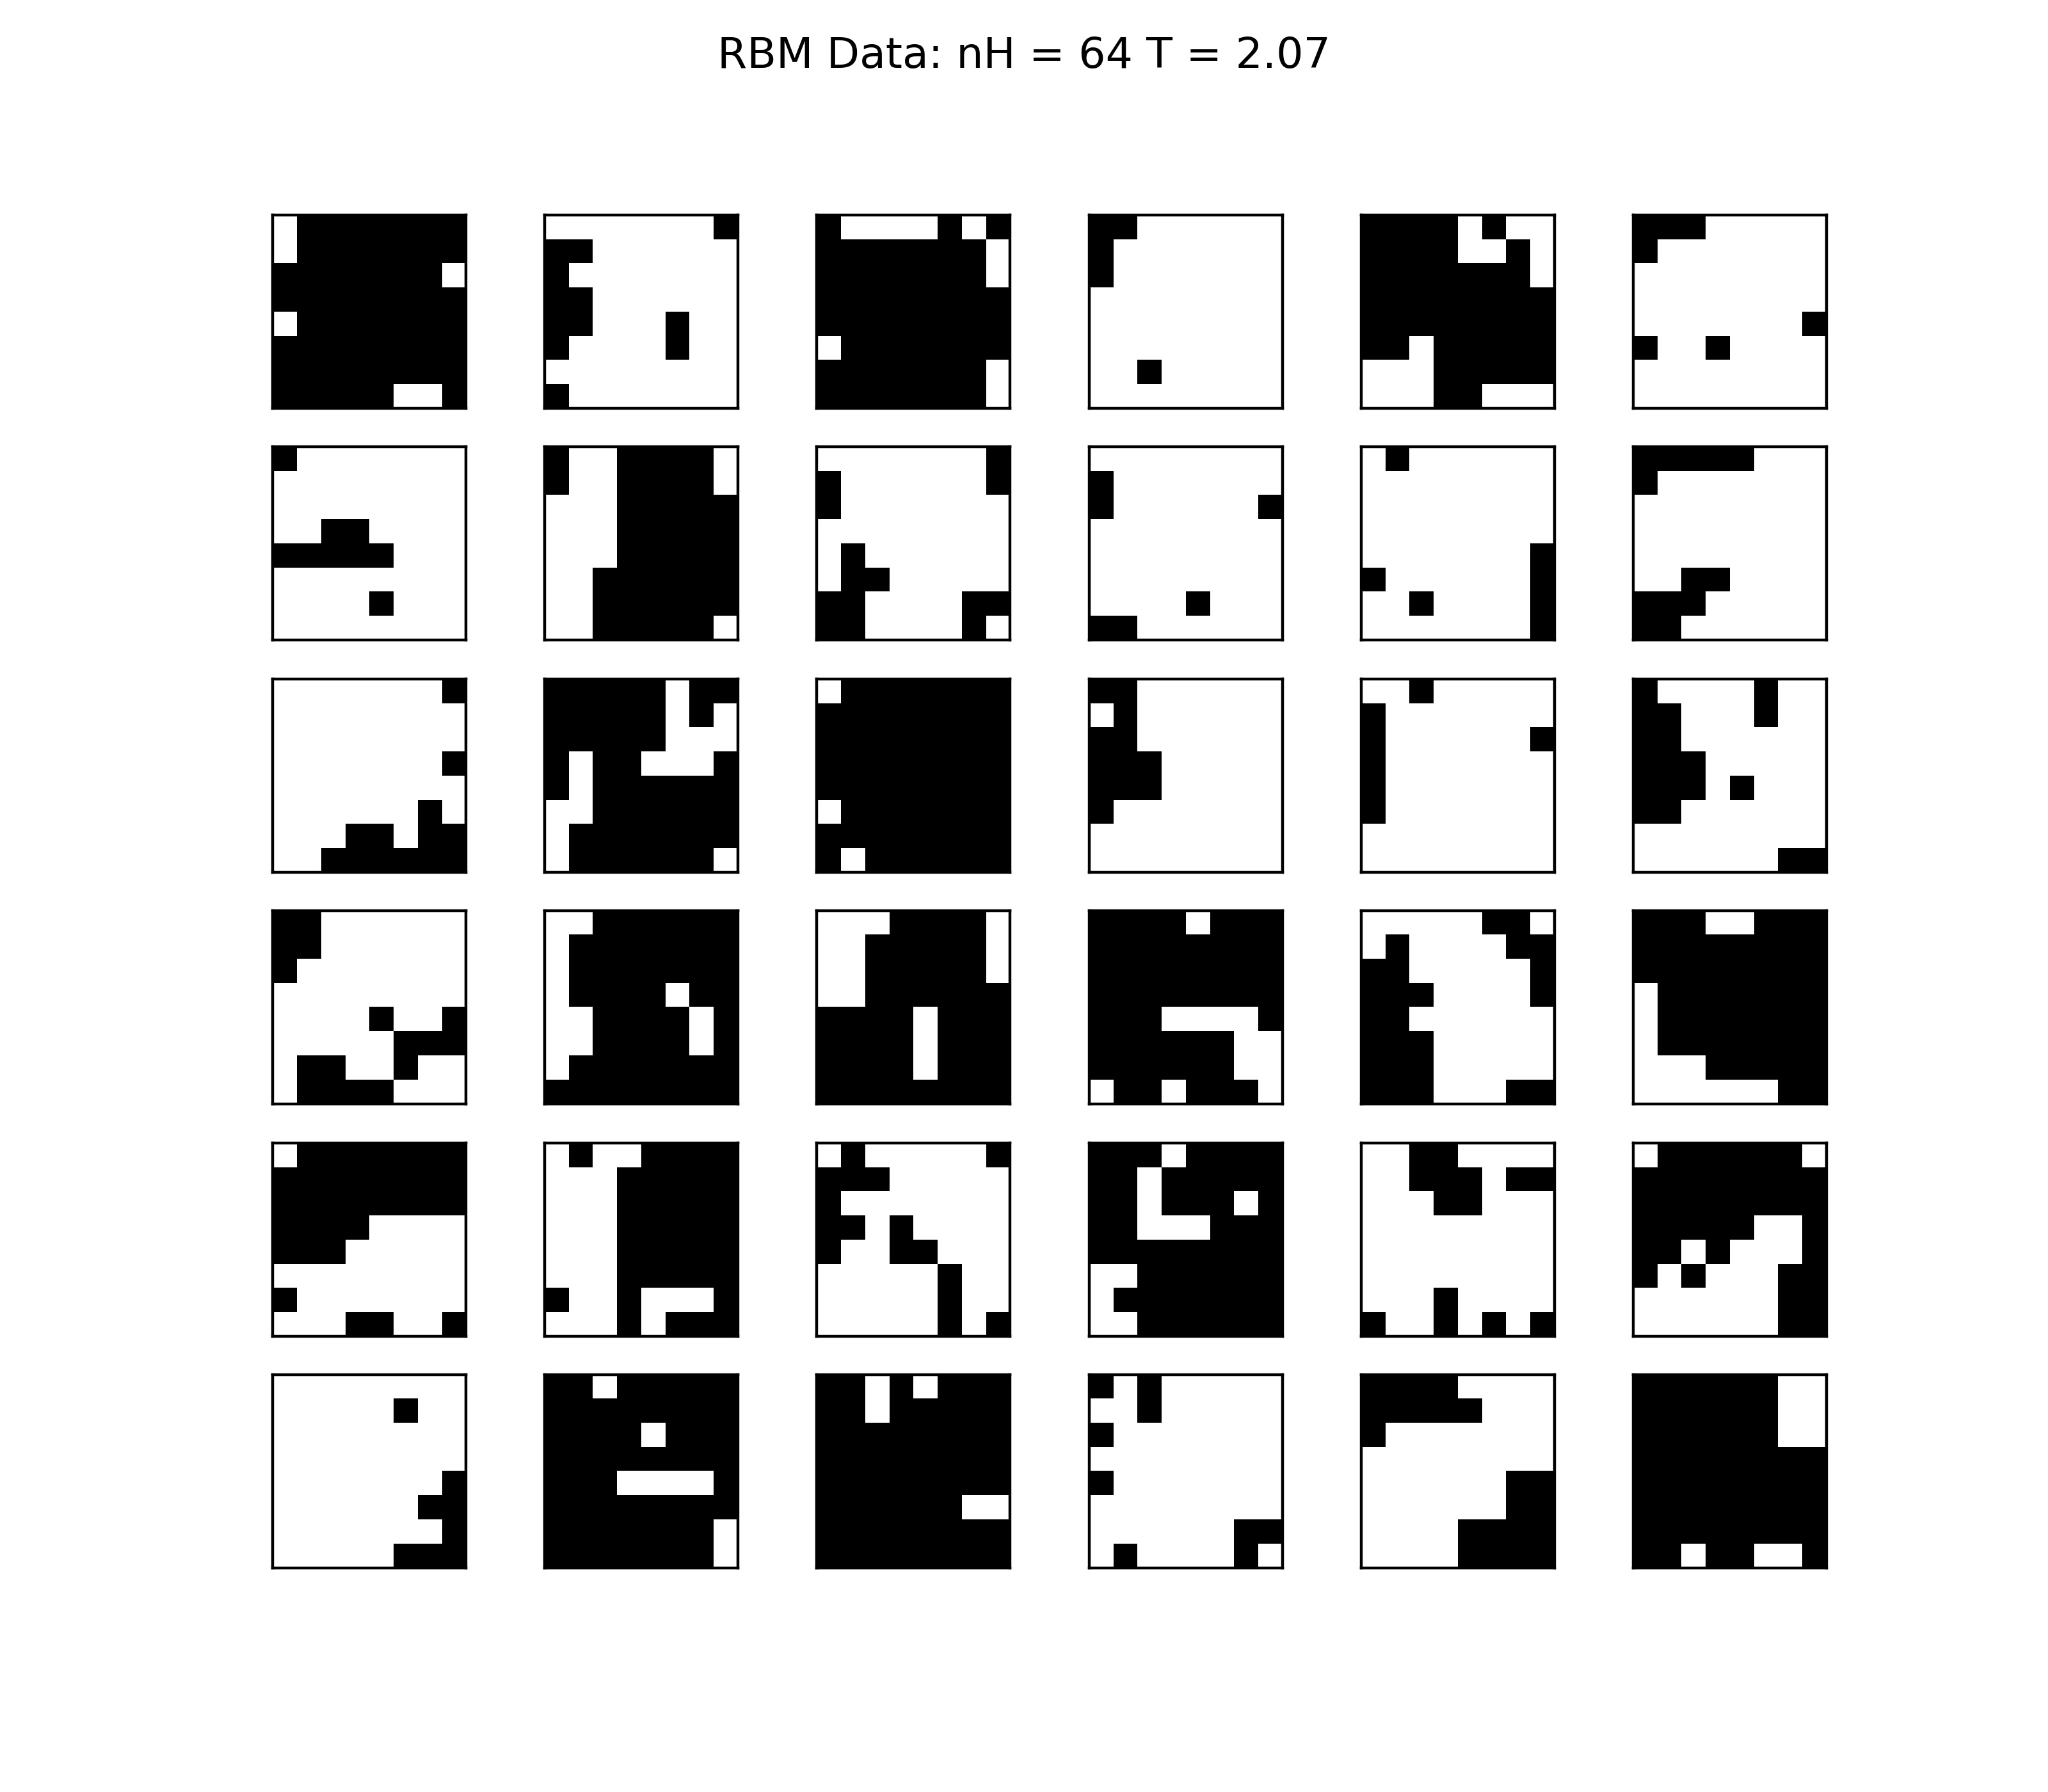 RBM Data: nH = 64 T = 2.07